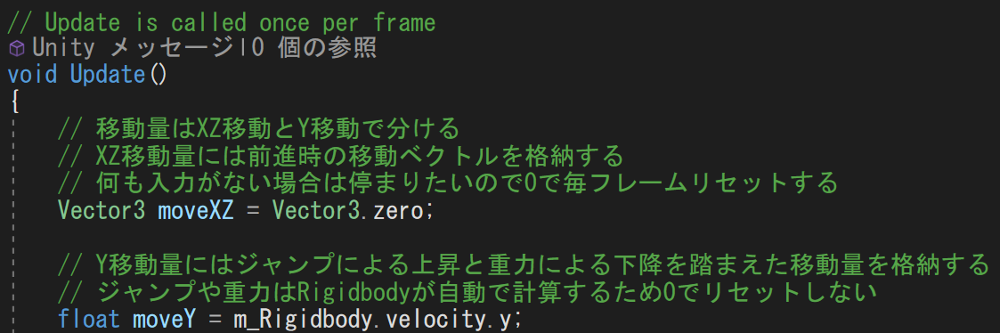 // Update is called once per frame
Unity メッセージ|0 個の参照
void Update()
{
// 移動量はXZ移動とY移動で分ける
// XZ移動量には前進時の移動ベクトルを格納する
// 何も入力がない場合は停まりたいので0で毎フレームリセットする
Vector3 moveXZ = Vector3.zero;
// Y移動量にはジャンプによる上昇と重力による下降を踏まえた移動量を格納する
// ジャンプや重力はRigidbodyが自動で計算するため0でリセットしない
float moveY = m_Rigidbody.velocity.y;